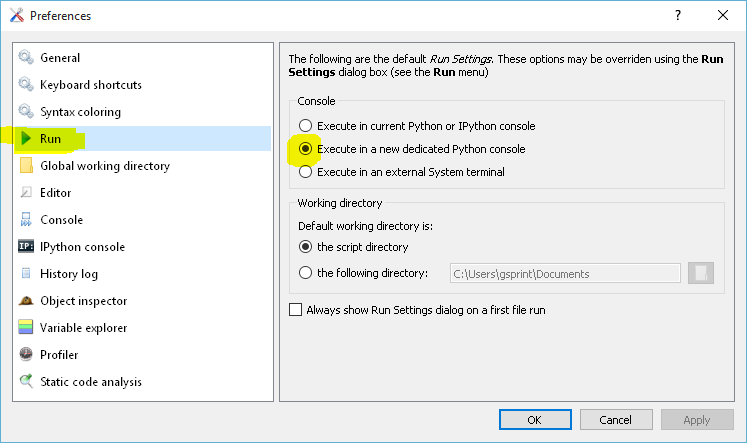 Preferences
?
General
Keyboard shortcuts
Syntax coloring
Run
Global working directory
Editor
Console
IP: IPython console
History log
Object inspector
Variable explorer
Profiler
Static code analysis
The following are the default Run Settings. These options may be overriden using the Run
Settings dialog box (see the Run menu)
Console
Execute in current Python or IPython console
Execute in a new dedicated Python console
Execute in an external System terminal
Working directory
Default working directory is:
the script directory
the following directory: C:\Users\gsprint\Documents
Always show Run Settings dialog on a first file run
OK Cancel Apply